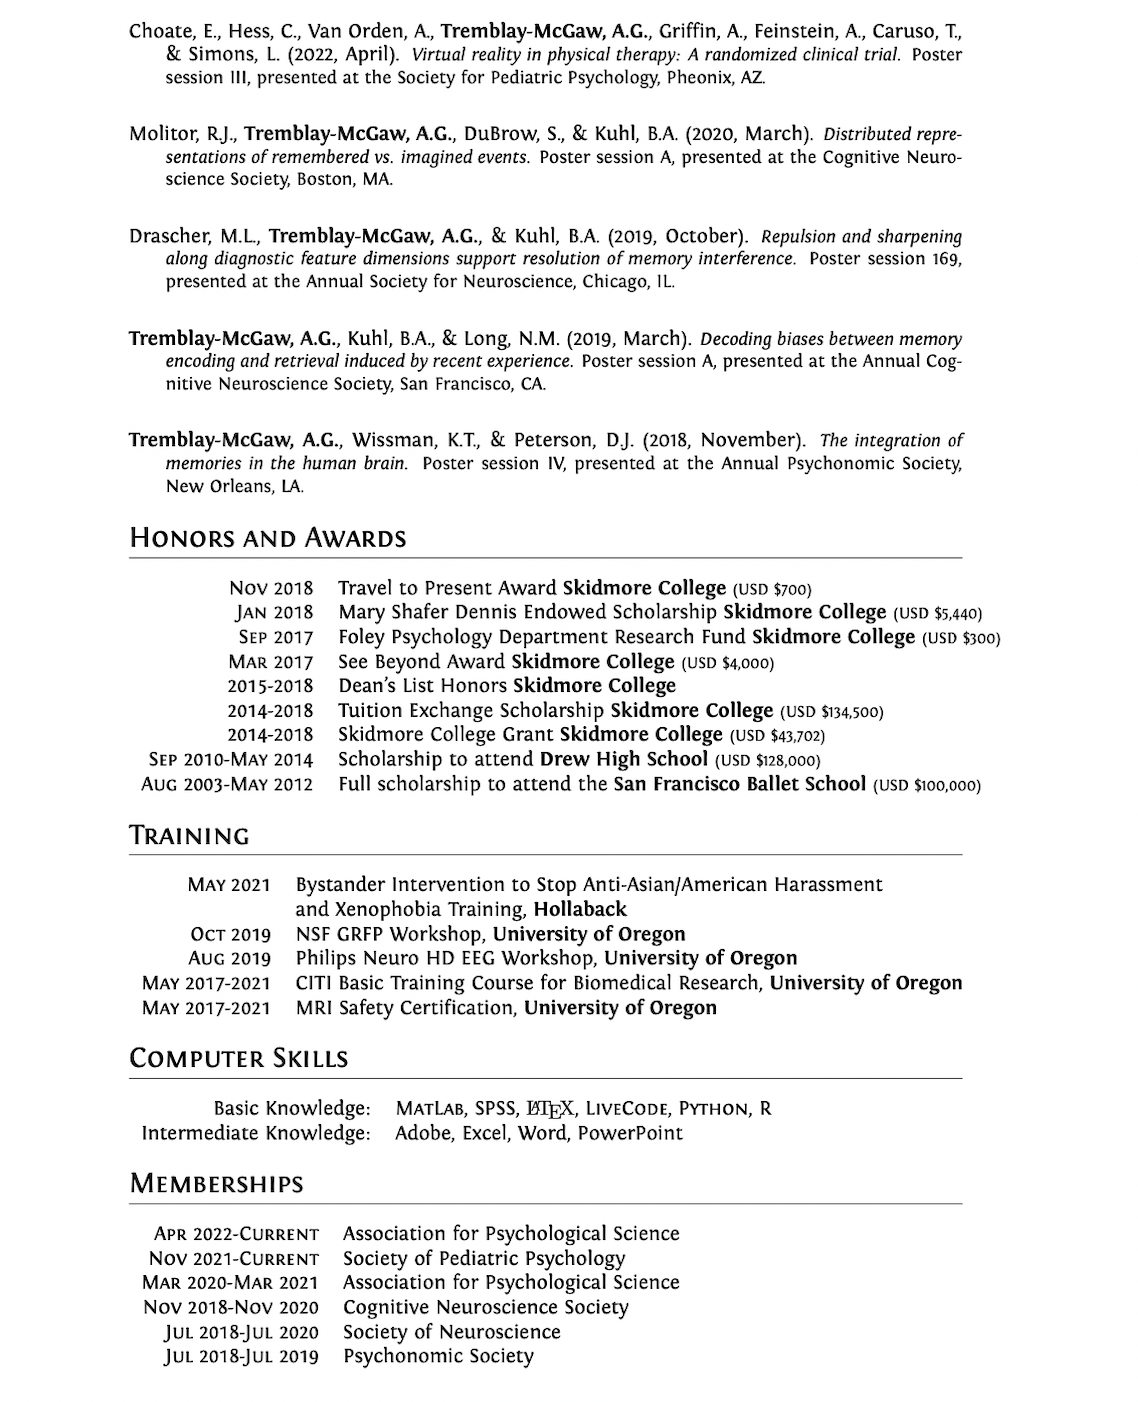 Choate, E., Hess, C., Van Orden, A., Tremblay-McGaw, A.G., Griffin, A., Feinstein, A., Caruso, T.,
& Simons, L. (2022, April). Virtual reality in physical therapy: A randomized clinical trial. Poster
session III, presented at the Society for Pediatric Psychology, Pheonix, AZ.
Molitor, R.J., Tremblay-McGaw, A.G., DuBrow, S., & Kuhl, B.A. (2020, March). Distributed repre-
sentations of remembered vs. imagined events. Poster session A, presented at the Cognitive Neuro-
science Society, Boston, MA.
Drascher, M.L., Tremblay-McGaw, A.G., & Kuhl, B.A. (2019, October). Repulsion and sharpening
along diagnostic feature dimensions support resolution of memory interference. Poster session 169,
presented at the Annual Society for Neuroscience, Chicago, IL.
Tremblay-McGaw, A.G., Kuhl, B.A., & Long, N.M. (2019, March). Decoding biases between memory
encoding and retrieval induced by recent experience. Poster session A, presented at the Annual Cog-
nitive Neuroscience Society, San Francisco, CA.
Tremblay-McGaw, A.G., Wissman, K.T., & Peterson, D.J. (2018, November). The integration of
memories in the human brain. Poster session IV, presented at the Annual Psychonomic Society,
New Orleans, LA.
Honors and Awards
Nov 2018 Travel to Present Award Skidmore College (USD $700)
Jan 2018 Mary Shafer Dennis Endowed Scholarship Skidmore College (USD $5,440)
Sep 2017 Foley Psychology Department Research Fund Skidmore College (USD $300)
Mar 2017 See Beyond Award Skidmore College (USD $4,000)
2015-2018 Dean's List Honors Skidmore College
2014-2018 Tuition Exchange Scholarship Skidmore College (USD $134,500)
2014-2018 Skidmore College Grant Skidmore College (USD $43,702)
Sep 2010-May 2014 Scholarship to attend Drew High School (USD $128,000)
Aug 2003-May 2012 Full scholarship to attend the San Francisco Ballet School (USD $100,000)
Training
May 2021 Bystander Intervention to Stop Anti-Asian/American Harassment
and Xenophobia Training, Hollaback
Oct 2019 NSF GRFP Workshop, University of Oregon
Aug 2019 Philips Neuro HD EEG Workshop, University of Oregon
May 2017-2021 CITI Basic Training Course for Biomedical Research, University of Oregon
May 2017-2021 MRI Safety Certification, University of Oregon
Computer Skills
Basic Knowledge: MatLab, SPSS, LaTeX, LiveCode, Python, R
Intermediate Knowledge: Adobe, Excel, Word, PowerPoint
Memberships
Apr 2022-Current Association for Psychological Science
Nov 2021-Current Society of Pediatric Psychology
Mar 2020-Mar 2021 Association for Psychological Science
Nov 2018-Nov 2020 Cognitive Neuroscience Society
Jul 2018-Jul 2020 Society of Neuroscience
Jul 2018-Jul 2019 Psychonomic Society